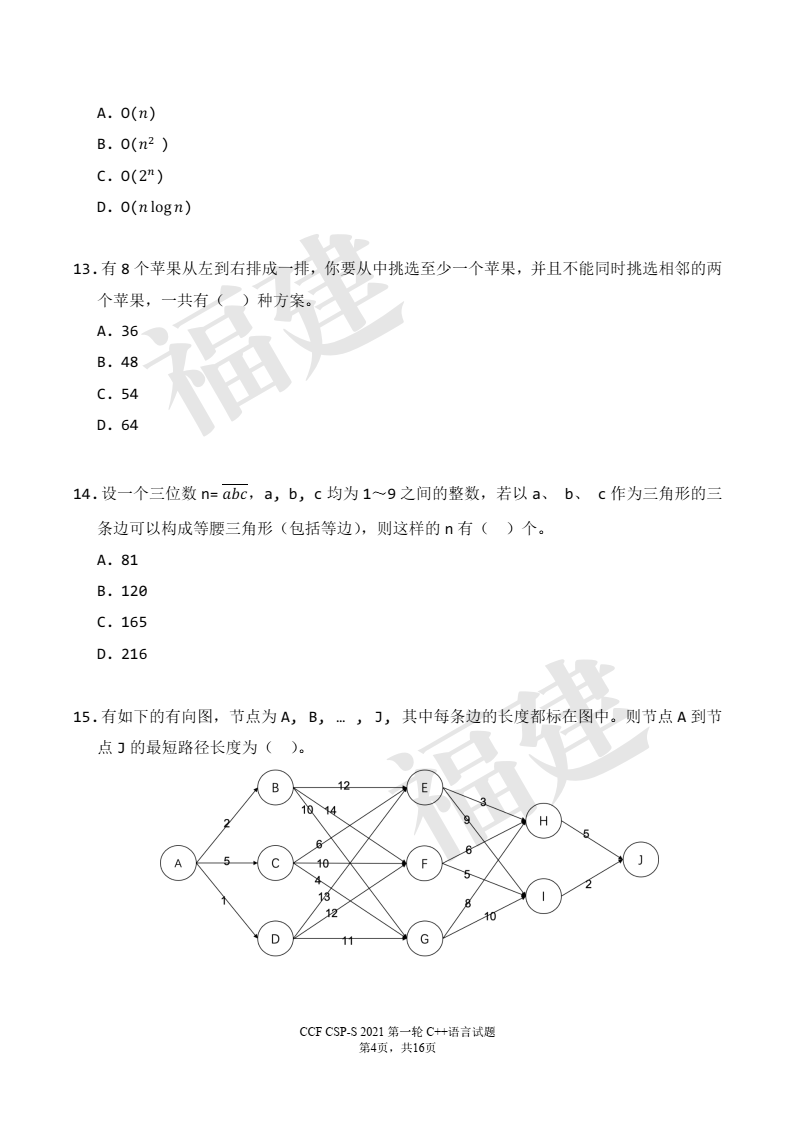 A. O(n)
B. O(n² )
C. O(2ⁿ)
D. O(n log n)
13. 有 8 个苹果从左到右排成一排，你要从中挑选至少一个苹果，并且不能同时挑选相邻的两
个苹果，一共有（ ）种方案。
A. 36
B. 48
C. 54
D. 64
14. 设一个三位数 n= a̅b̅c̅，a, b, c 均为 1～9 之间的整数，若以 a、 b、 c 作为三角形的三
条边可以构成等腰三角形（包括等边），则这样的 n 有（ ）个。
A. 81
B. 120
C. 165
D. 216
15. 有如下的有向图，节点为 A, B, … , J, 其中每条边的长度都标在图中。则节点 A 到节
点 J 的最短路径长度为（ ）。
B 12 E
10 14 3
2 9 H
6 5
A 5 C 10 F 6 J
4 5
1 13 8 I 2
12 10
D 11 G
CCF CSP-S 2021 第一轮 C++语言试题
第4页，共16页
福建
福建